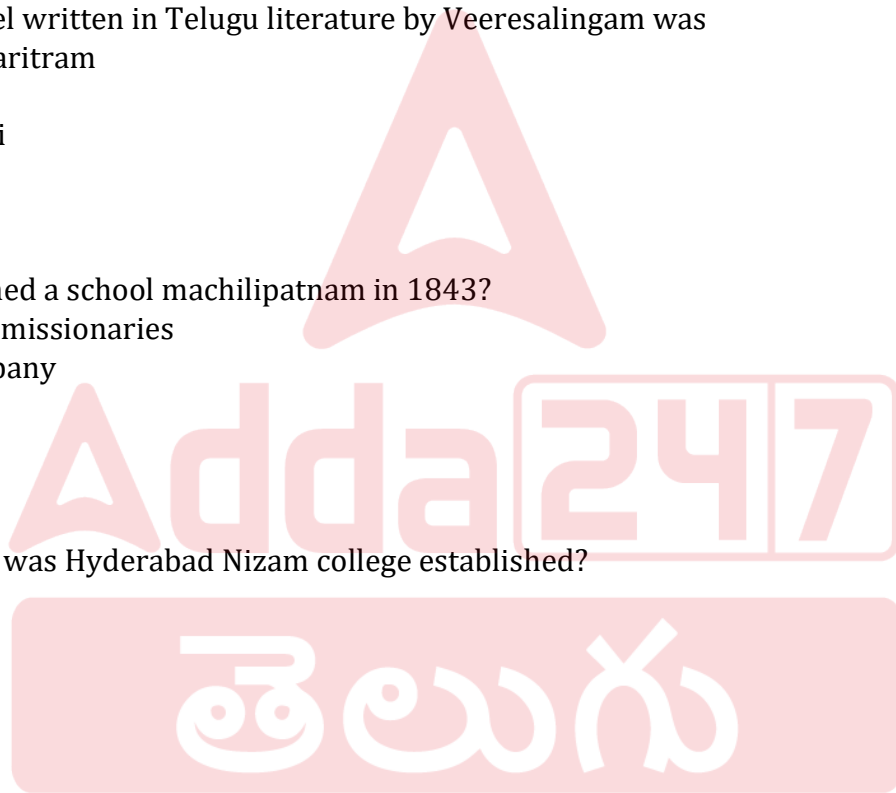 el written in Telugu literature by Veeresalingam was
aritram
i
ned a school machilipatnam in 1843?
missionaries
pany
Adda247
was Hyderabad Nizam college established?
తెలుగు